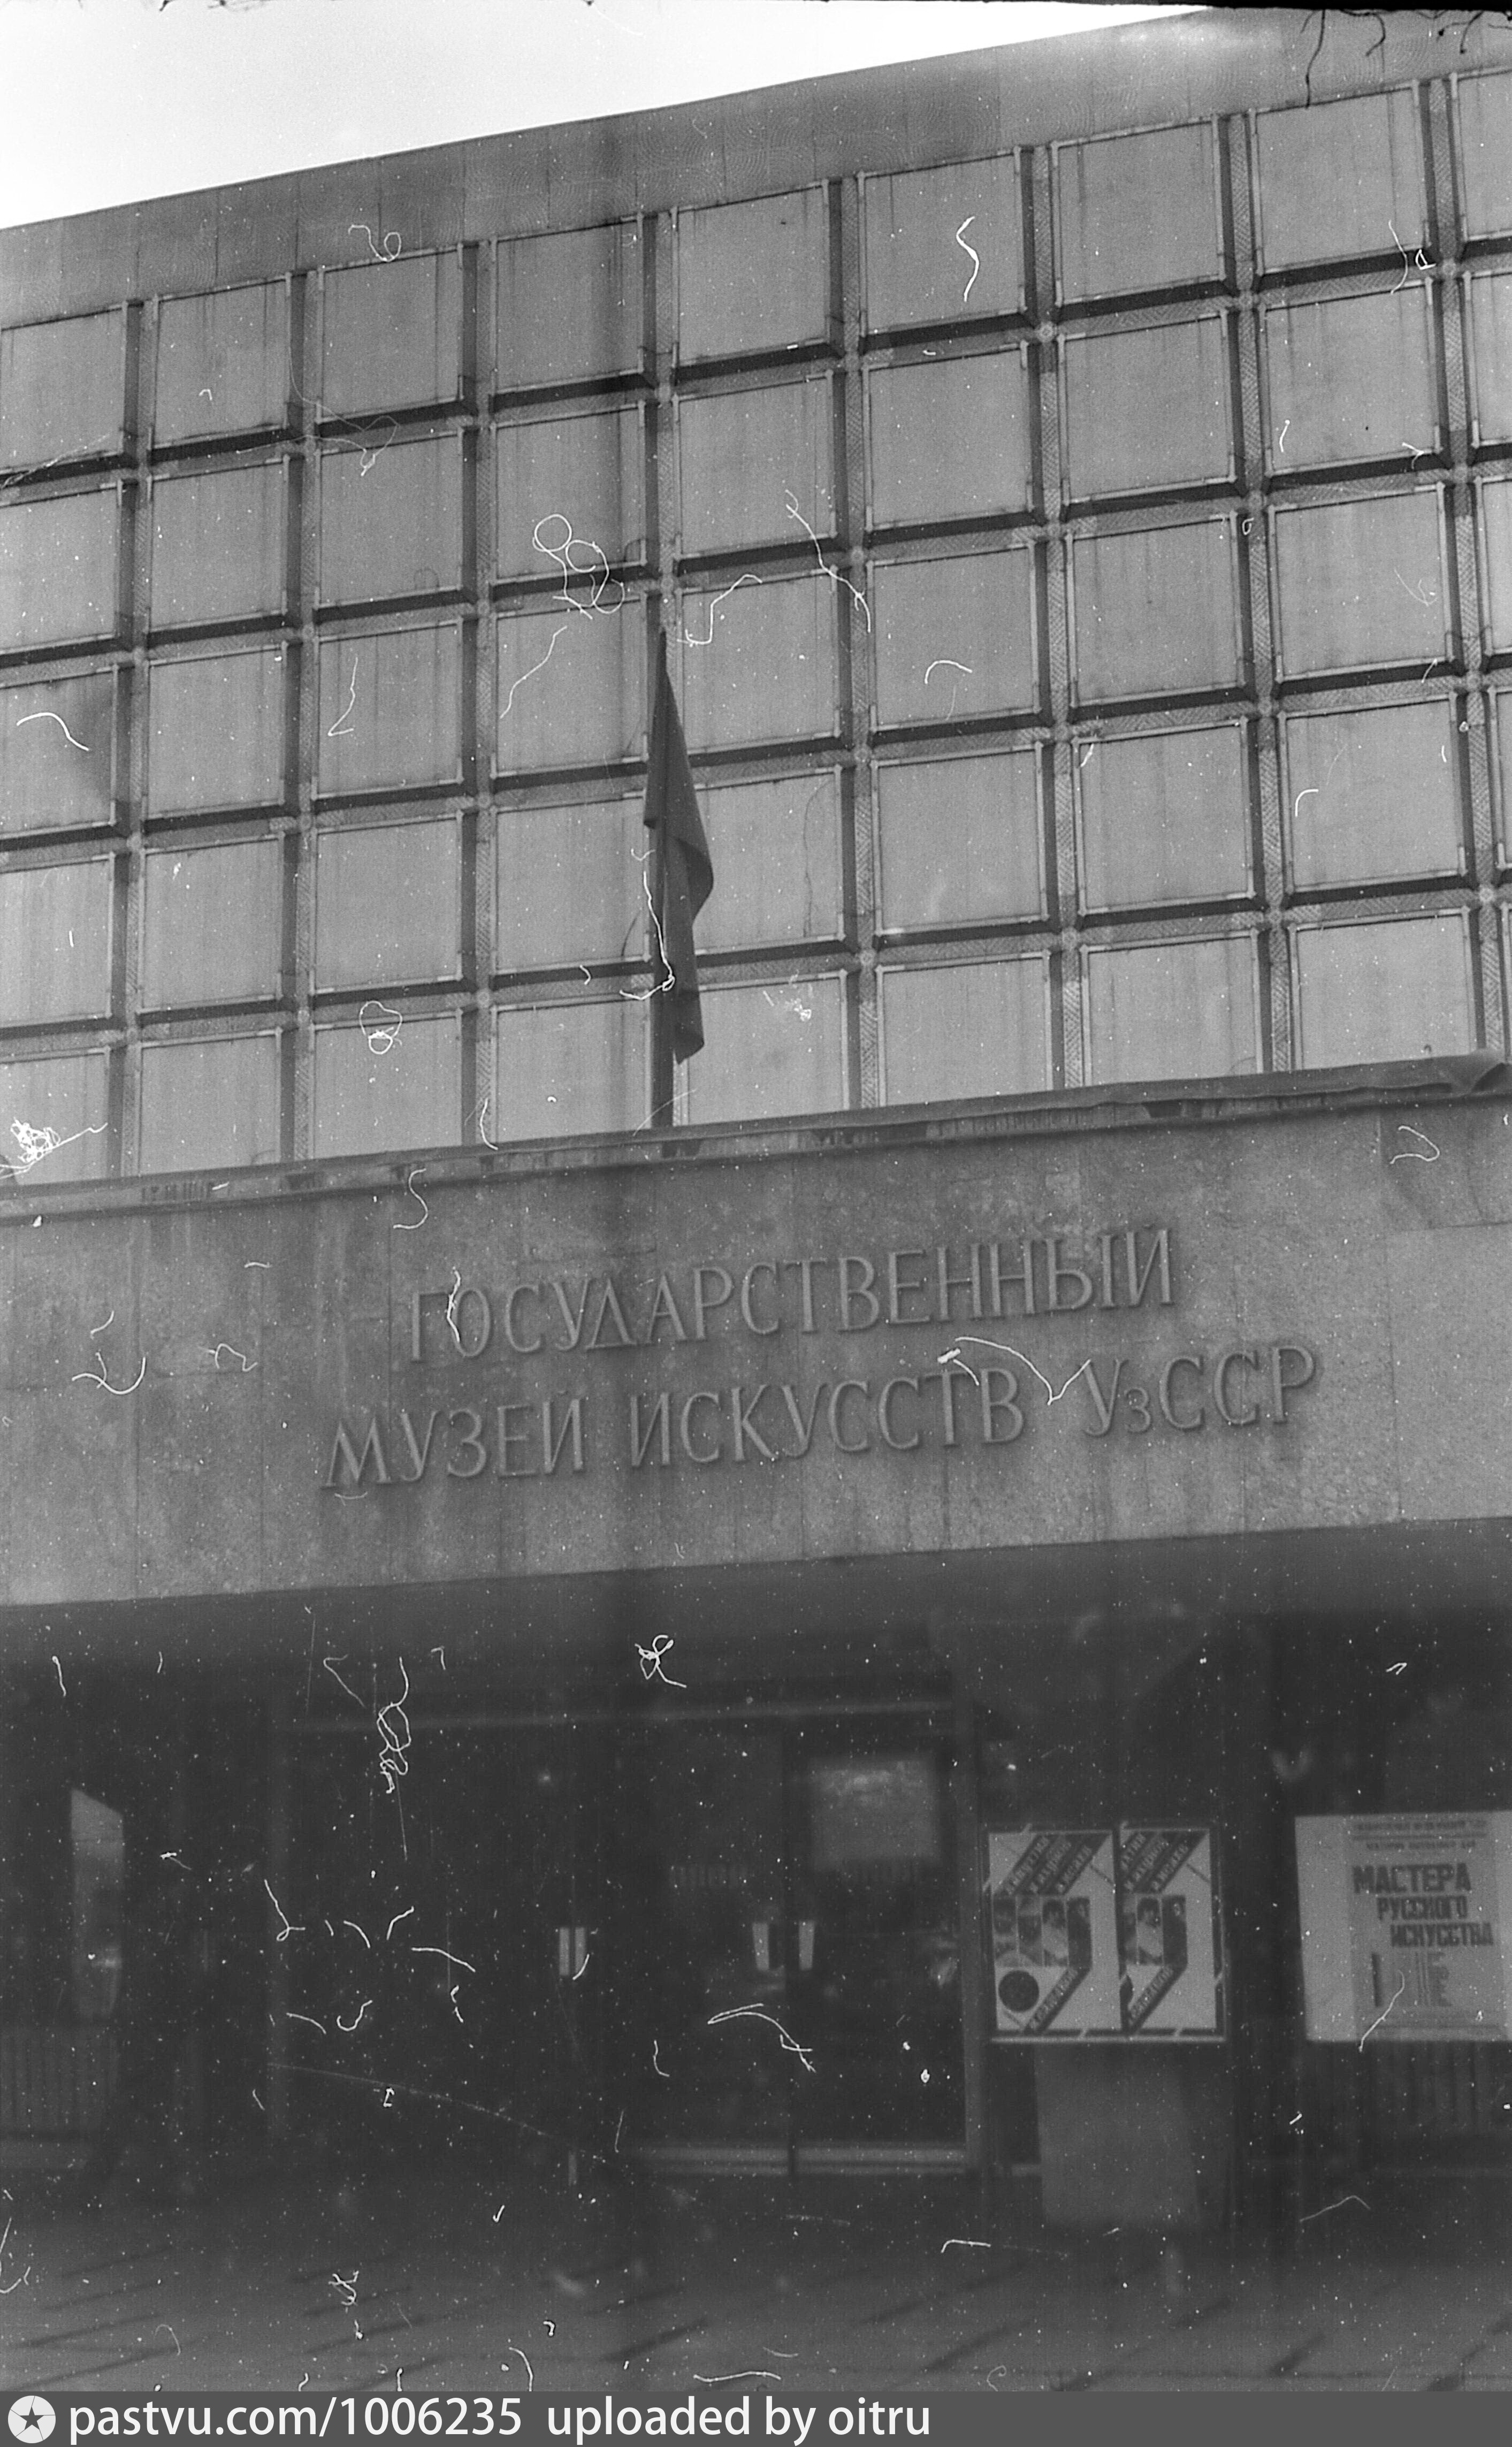 ГОСУДАРСТВЕННЫЙ
МУЗЕЙ ИСКУССТВ УзССР
МАСТЕРА
РУССКОГО
ИСКУССТВА
pastvu.com/1006235 uploaded by oitru